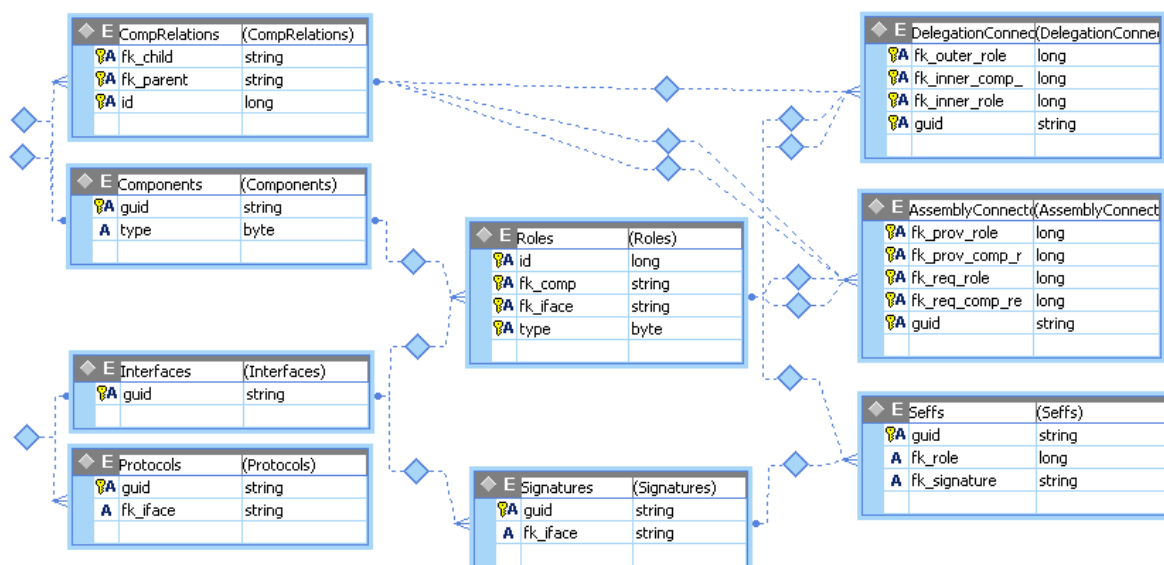 E CompRelations (CompRelations)
A fk_child string
A fk_parent string
A id long
E Components (Components)
A guid string
A type byte
E Interfaces (Interfaces)
A guid string
E Protocols (Protocols)
A guid string
A fk_iface string
E Roles (Roles)
A id long
A fk_comp string
A fk_iface string
A type byte
E Signatures (Signatures)
A guid string
A fk_iface string
E DelegationConnec (DelegationConnec
A fk_outer_role long
A fk_inner_comp_ long
A fk_inner_role long
A guid string
E AssemblyConnecto (AssemblyConnect
A fk_prov_role long
A fk_prov_comp_r long
A fk_req_role long
A fk_req_comp_re long
A guid string
E Seffs (Seffs)
A guid string
A fk_role long
A fk_signature string